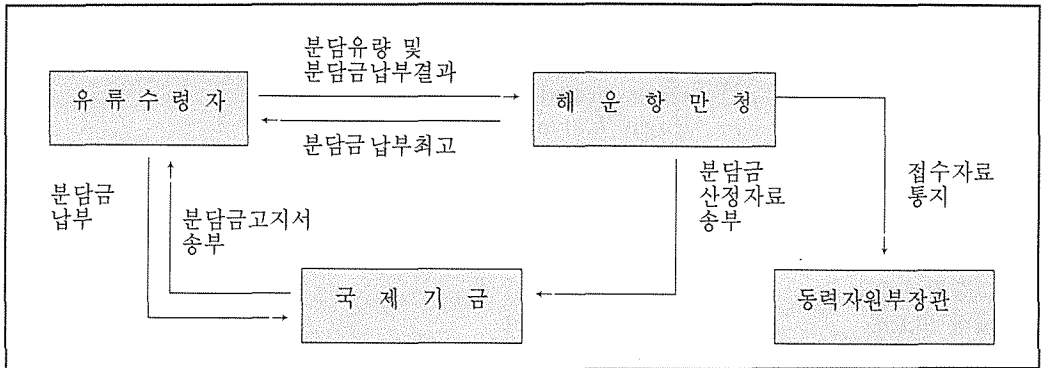 분담유량 및
분담금납부결과
유류수령자
해운항만청
분담금 납부최고
분담금
납부
분담금고지서
송부
분담금
산정자료
송부
접수자료
통지
국제기금
동력자원부장관